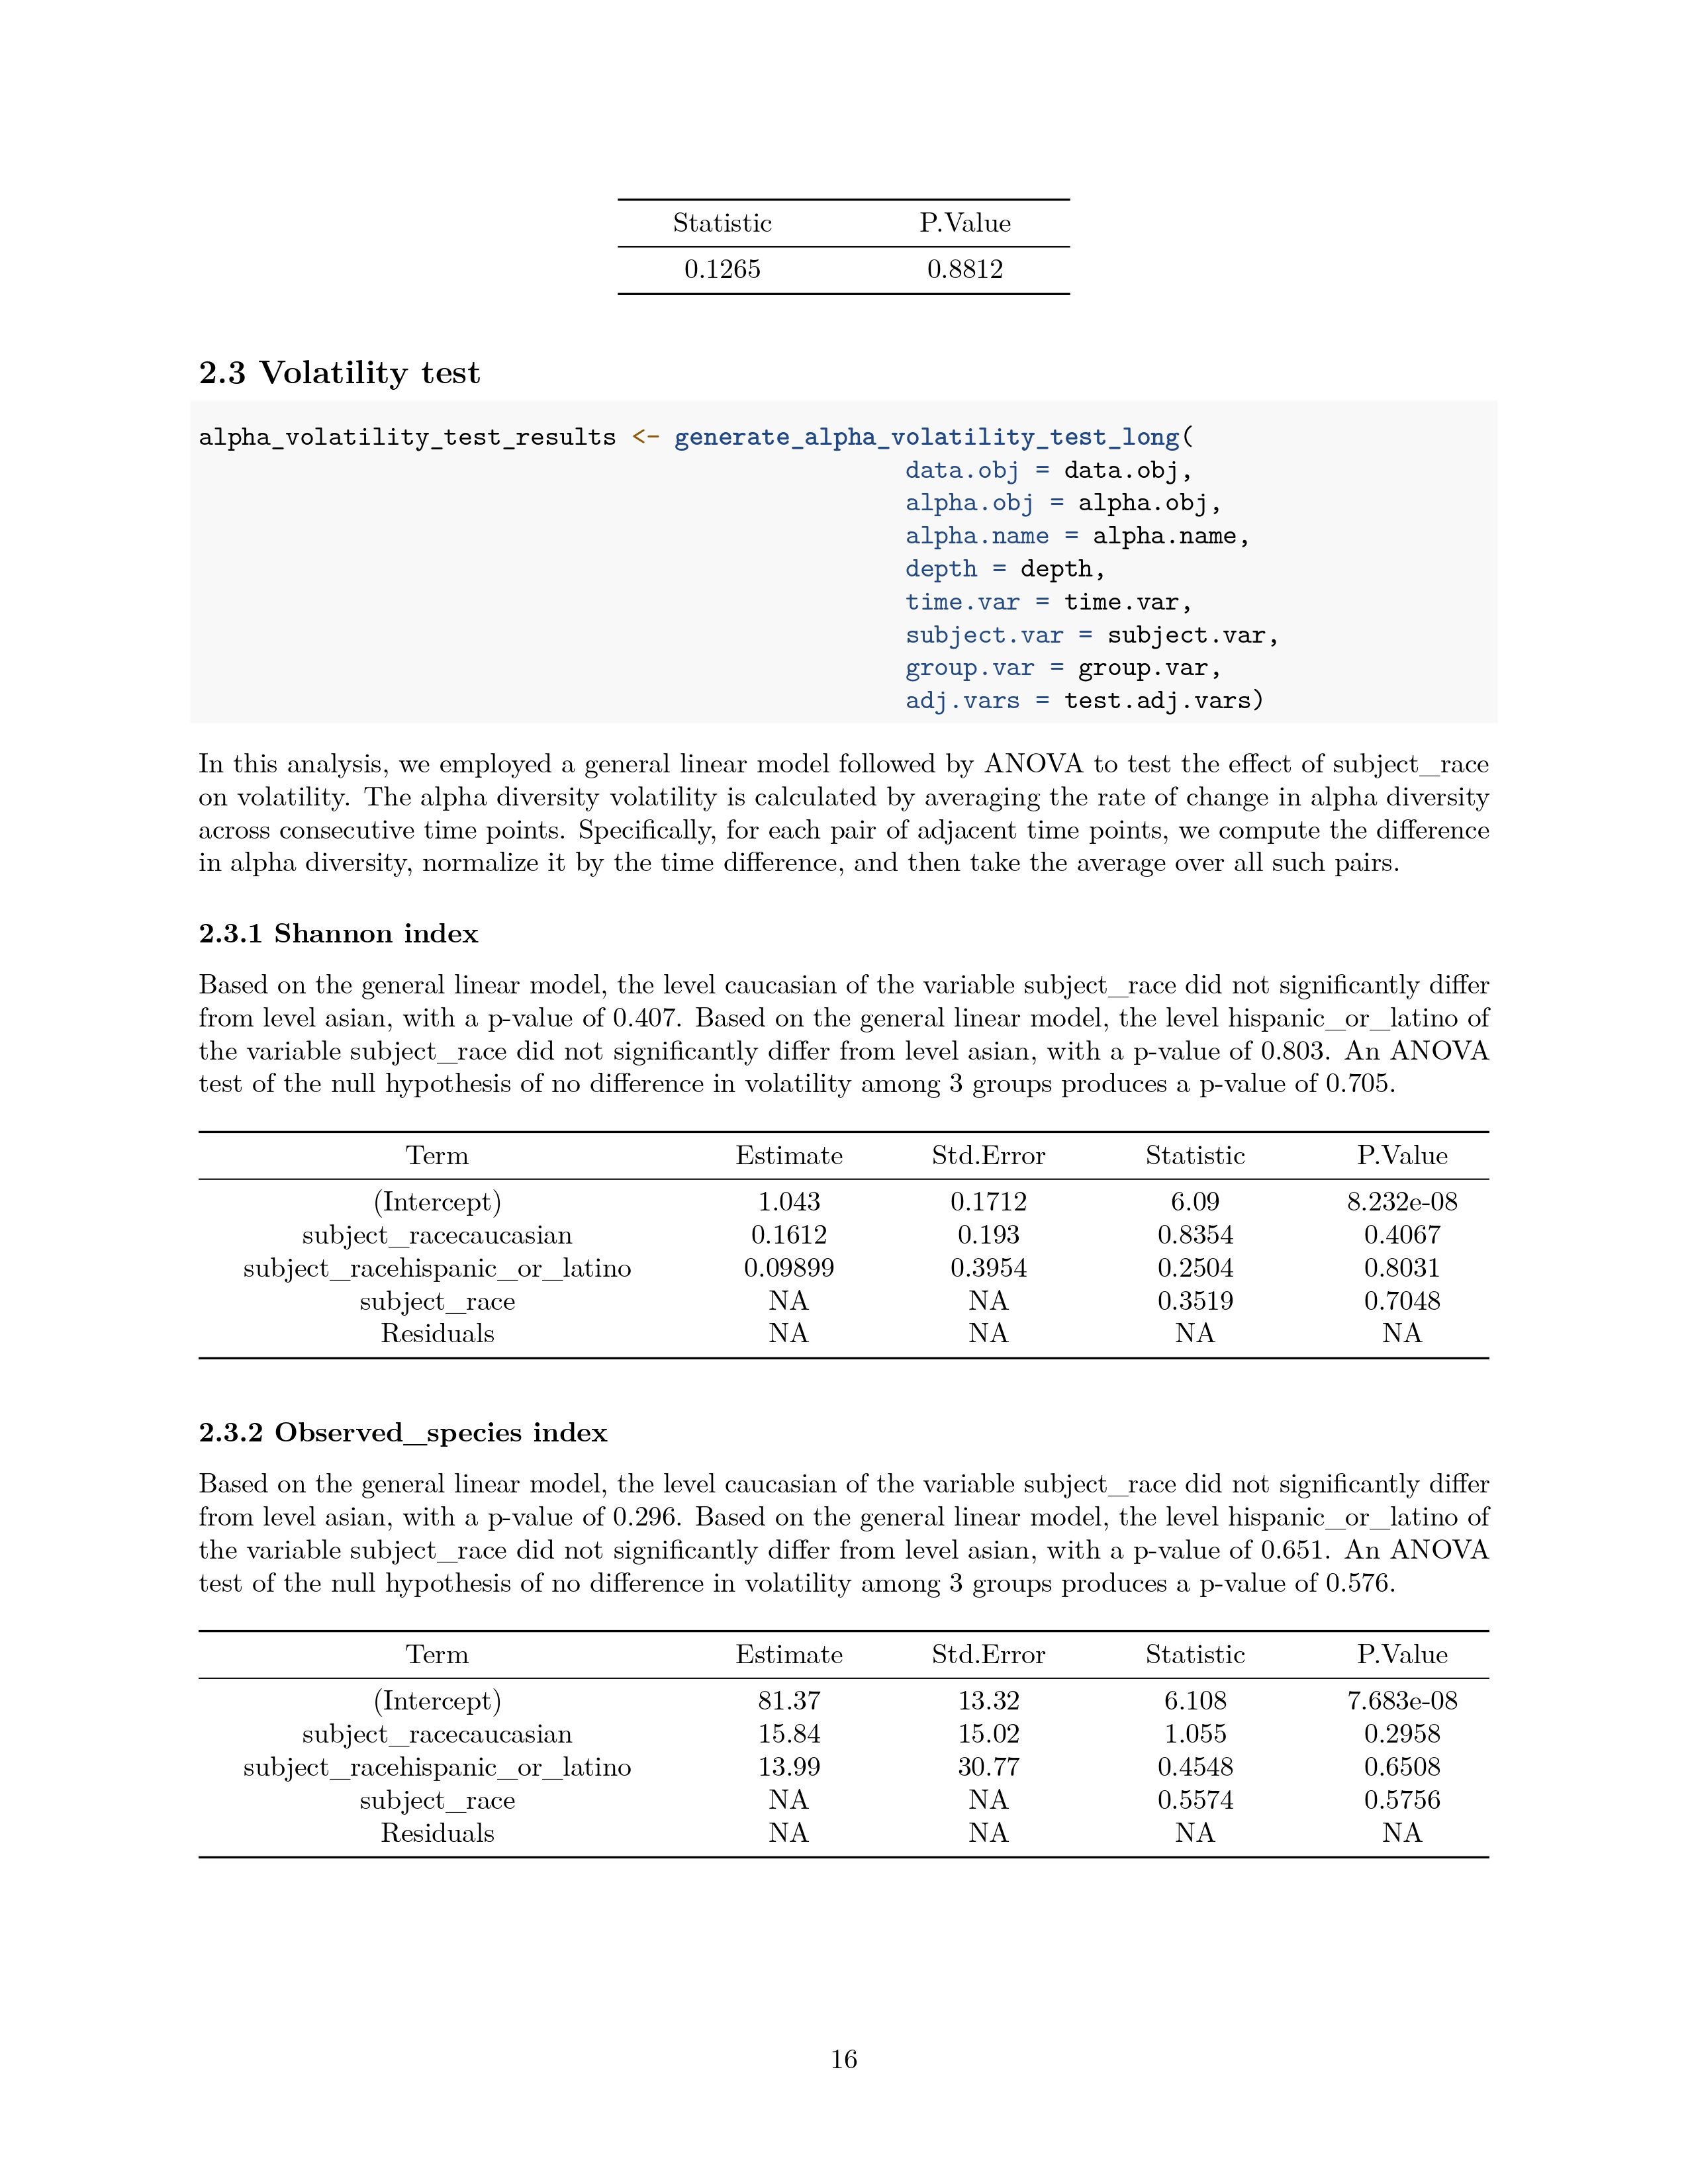 Statistic P.Value
0.1265 0.8812
2.3 Volatility test
alpha_volatility_test_results <- generate_alpha_volatility_test_long(
data.obj = data.obj,
alpha.obj = alpha.obj,
alpha.name = alpha.name,
depth = depth,
time.var = time.var,
subject.var = subject.var,
group.var = group.var,
adj.vars = test.adj.vars)
In this analysis, we employed a general linear model followed by ANOVA to test the effect of subject_race
on volatility. The alpha diversity volatility is calculated by averaging the rate of change in alpha diversity
across consecutive time points. Specifically, for each pair of adjacent time points, we compute the difference
in alpha diversity, normalize it by the time difference, and then take the average over all such pairs.
2.3.1 Shannon index
Based on the general linear model, the level caucasian of the variable subject_race did not significantly differ
from level asian, with a p-value of 0.407. Based on the general linear model, the level hispanic_or_latino of
the variable subject_race did not significantly differ from level asian, with a p-value of 0.803. An ANOVA
test of the null hypothesis of no difference in volatility among 3 groups produces a p-value of 0.705.
Term Estimate Std.Error Statistic P.Value
(Intercept) 1.043 0.1712 6.09 8.232e-08
subject_racecaucasian 0.1612 0.193 0.8354 0.4067
subject_racehispanic_or_latino 0.09899 0.3954 0.2504 0.8031
subject_race NA NA 0.3519 0.7048
Residuals NA NA NA NA
2.3.2 Observed_species index
Based on the general linear model, the level caucasian of the variable subject_race did not significantly differ
from level asian, with a p-value of 0.296. Based on the general linear model, the level hispanic_or_latino of
the variable subject_race did not significantly differ from level asian, with a p-value of 0.651. An ANOVA
test of the null hypothesis of no difference in volatility among 3 groups produces a p-value of 0.576.
Term Estimate Std.Error Statistic P.Value
(Intercept) 81.37 13.32 6.108 7.683e-08
subject_racecaucasian 15.84 15.02 1.055 0.2958
subject_racehispanic_or_latino 13.99 30.77 0.4548 0.6508
subject_race NA NA 0.5574 0.5756
Residuals NA NA NA NA
16